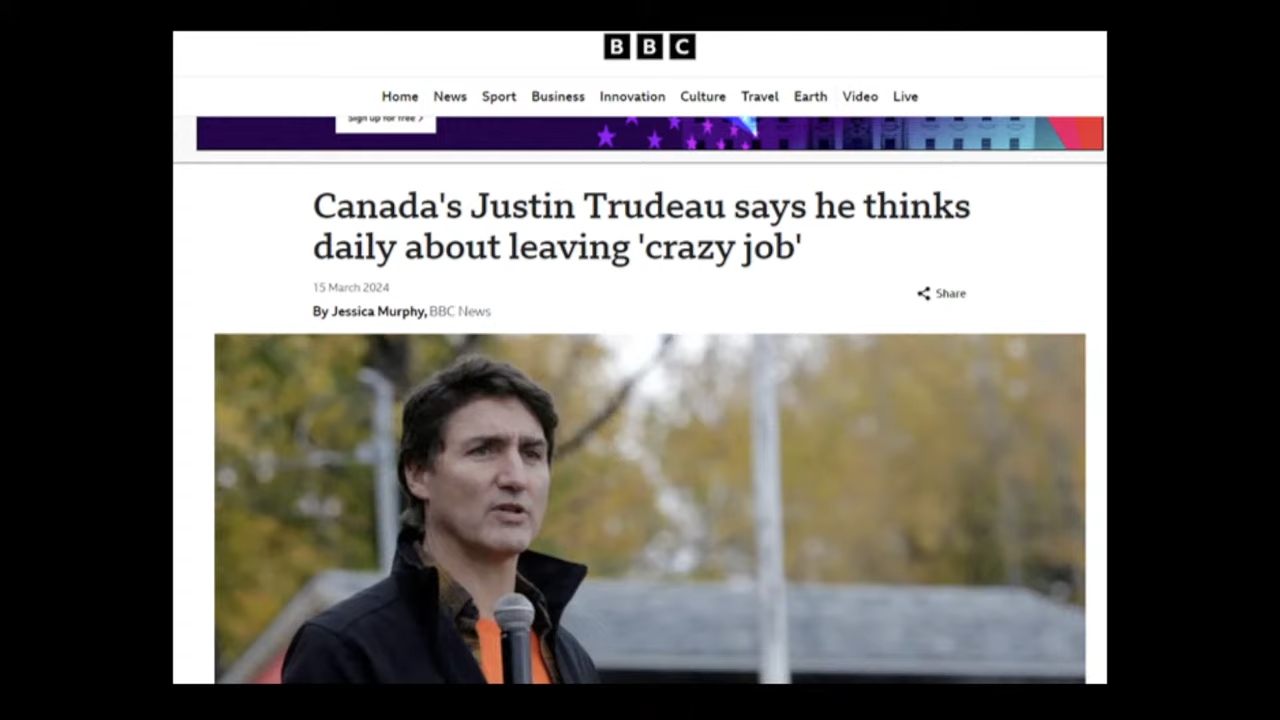 BBC
Home News Sport Business Innovation Culture Travel Earth Video Live
Sign up for free >
Canada's Justin Trudeau says he thinks
daily about leaving 'crazy job'
15 March 2024
Share
By Jessica Murphy, BBC News